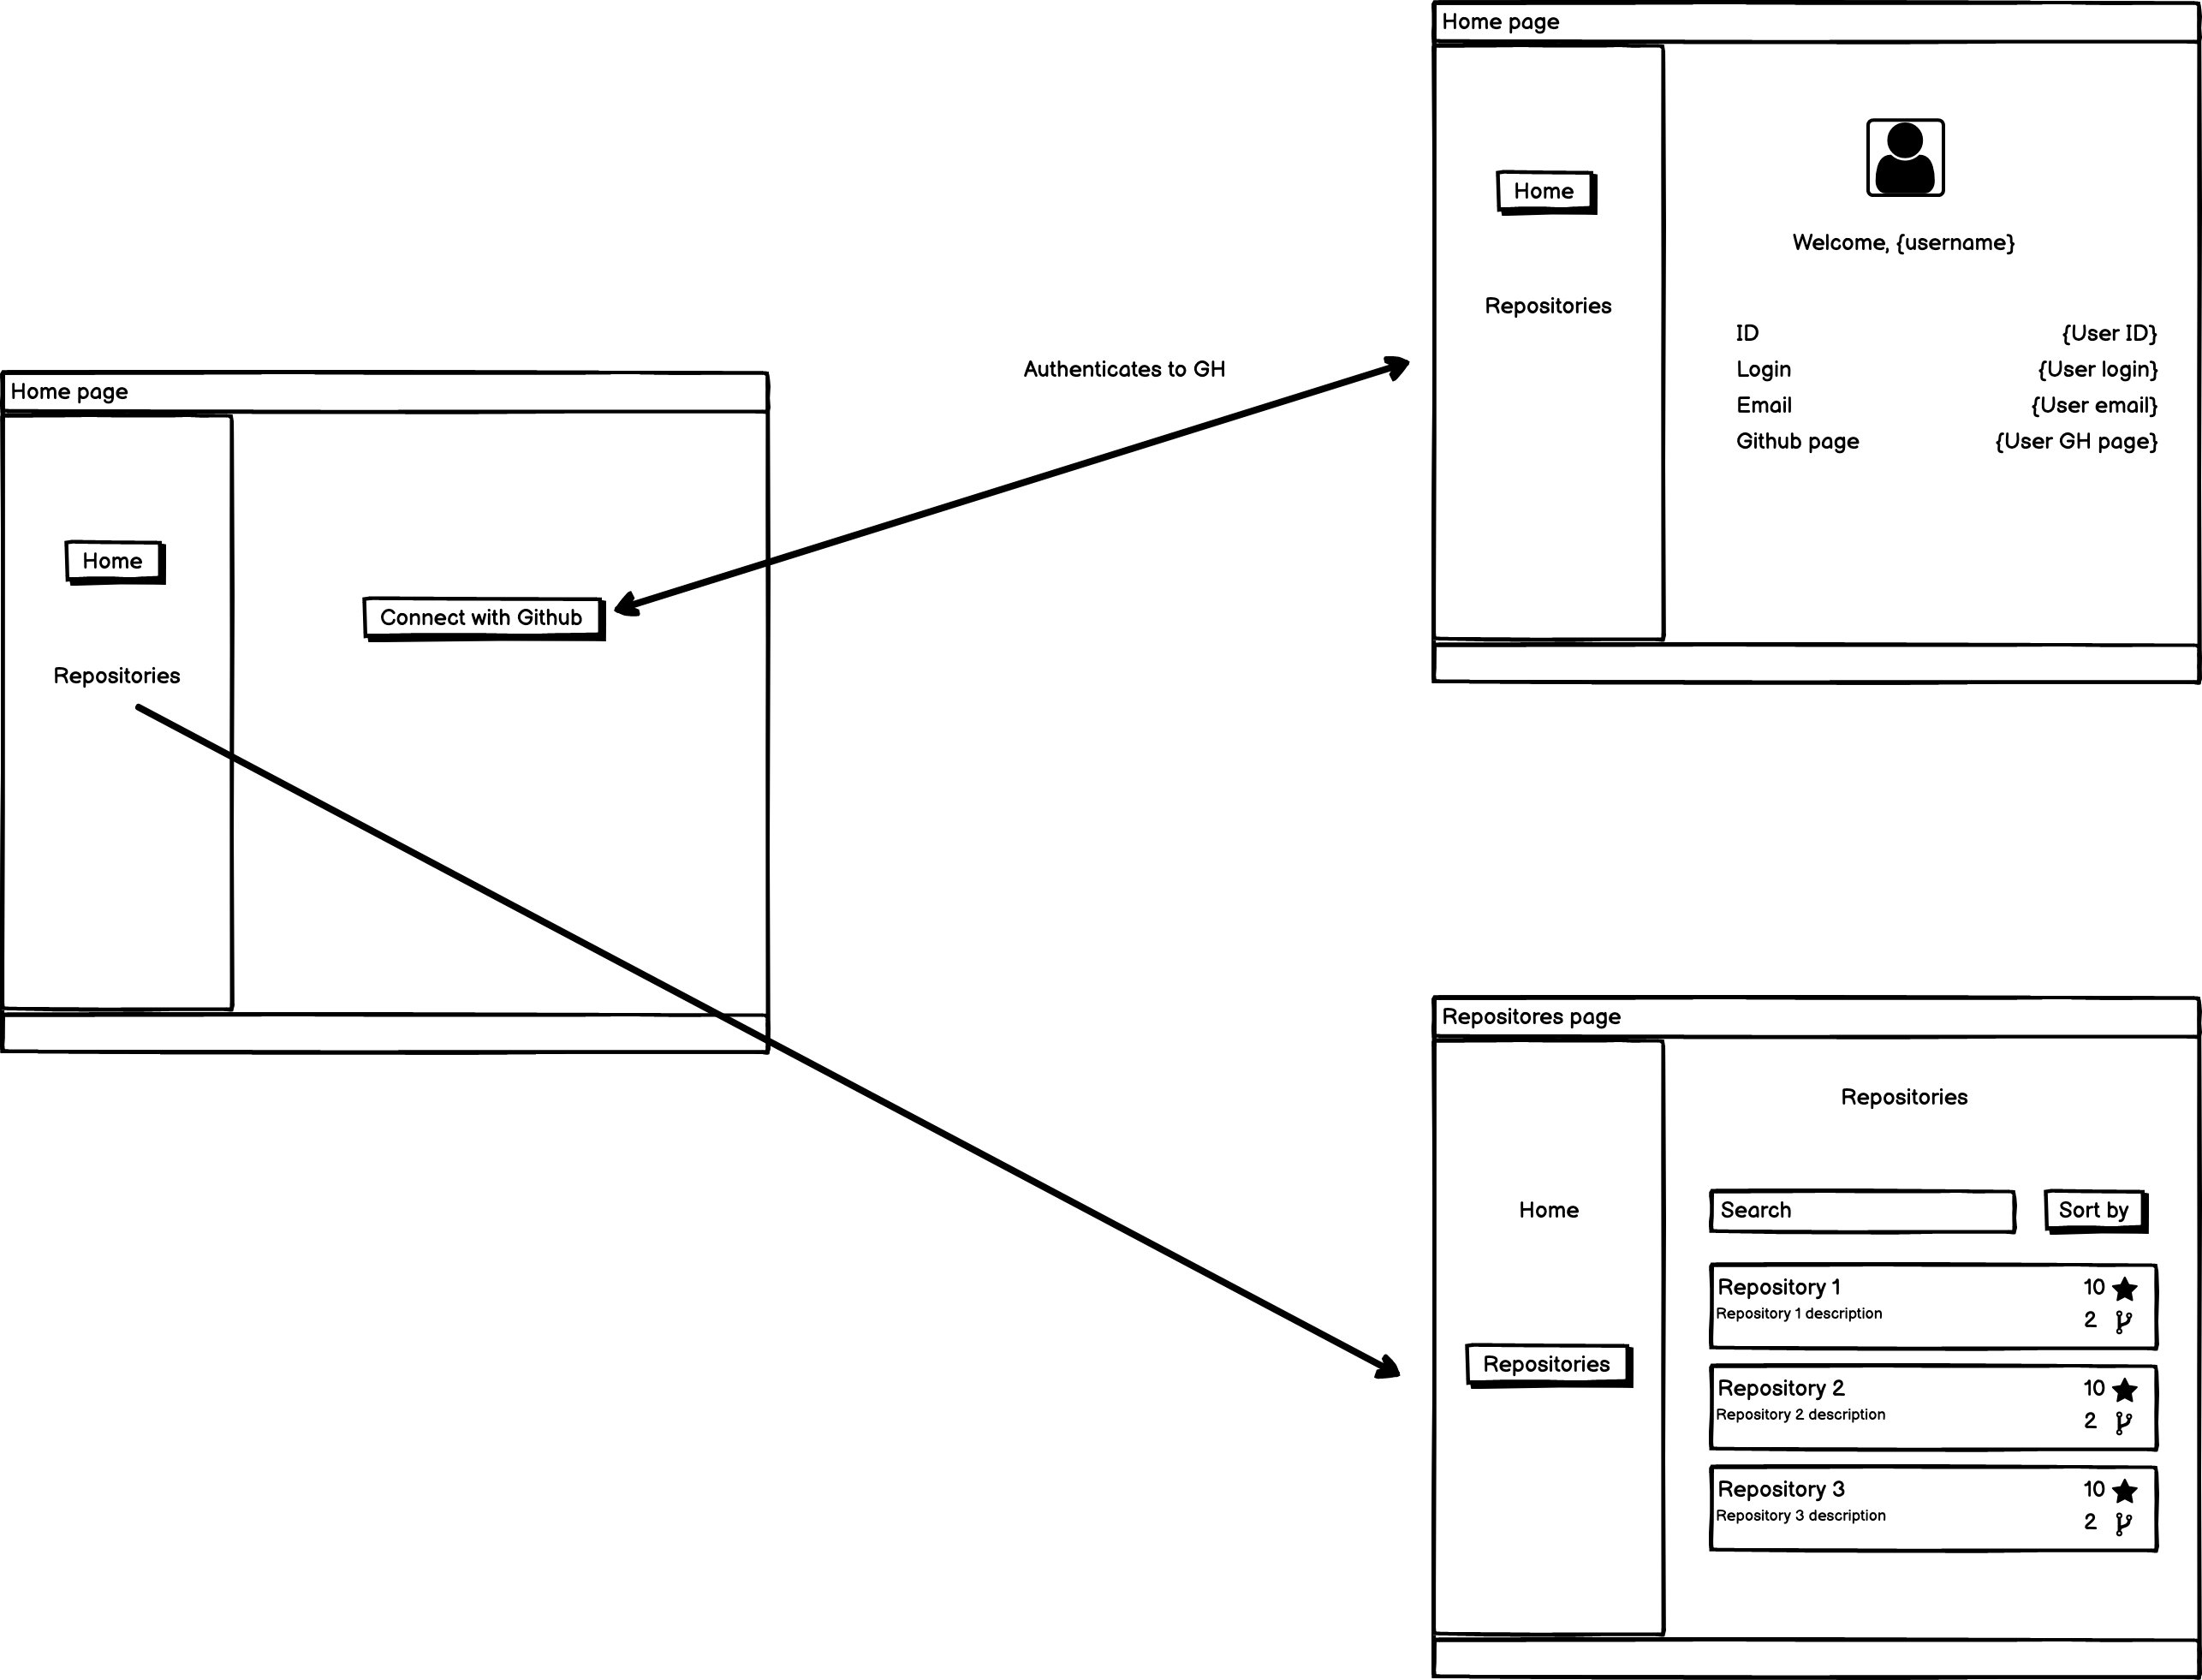 Home page
Home
Repositories
Connect with Github
Authenticates to GH
Home page
Home
Repositories
Welcome, {username}
ID {User ID}
Login {User login}
Email {User email}
Github page {User GH page}
Repositores page
Home
Repositories
Repositories
Search Sort by
Repository 1 10
Repository 1 description 2
Repository 2 10
Repository 2 description 2
Repository 3 10
Repository 3 description 2